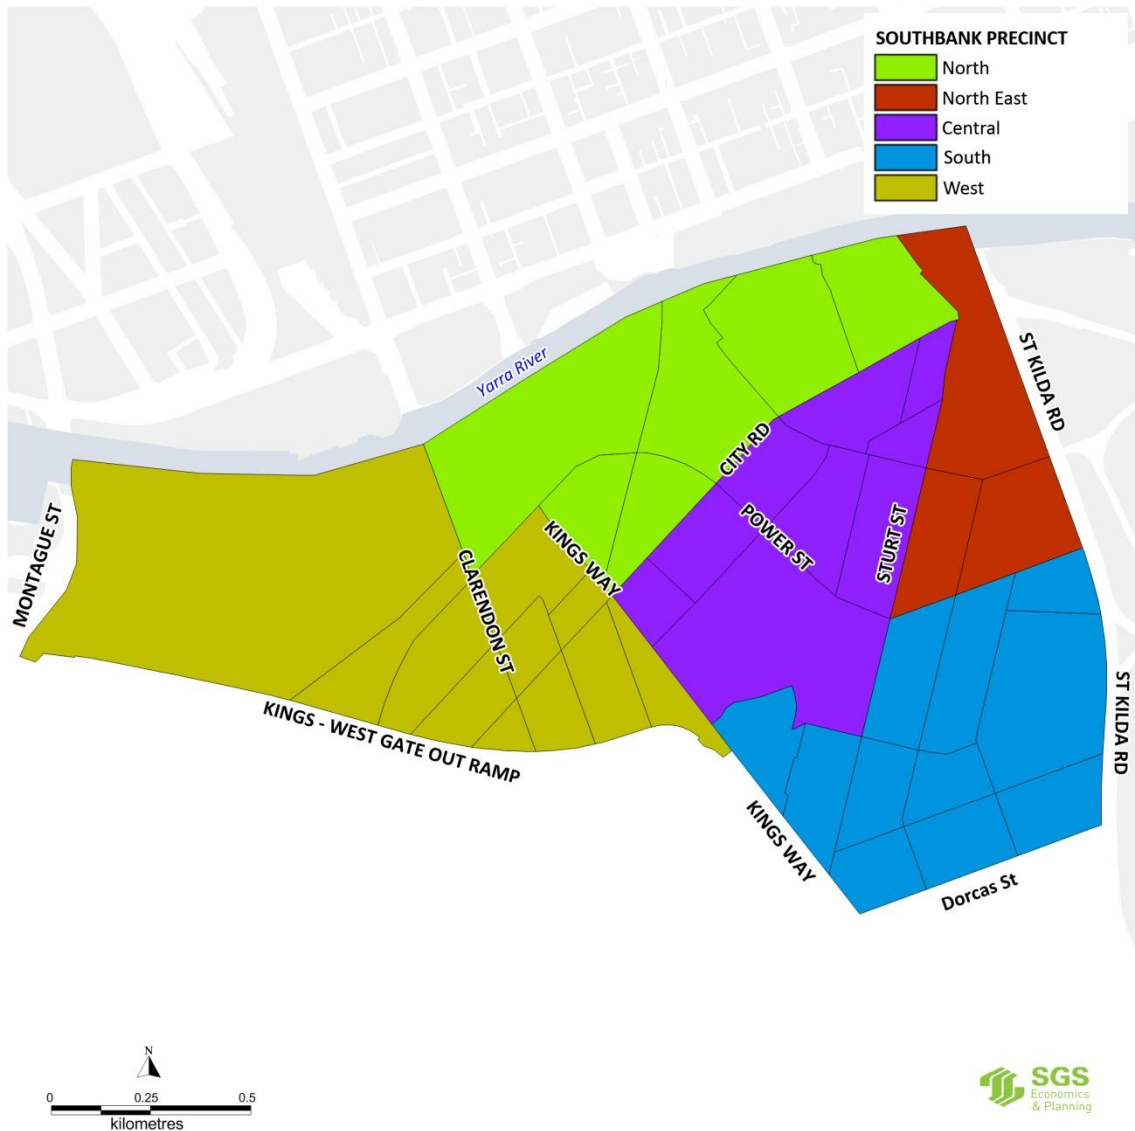 SOUTHBANK PRECINCT
North
North East
Central
South
West
Yarra River
ST KILDA RD
CITY RD
MONTAGUE ST
KINGS WAY
POWER ST
STURT ST
CLARENDON ST
ST KILDA RD
KINGS - WEST GATE OUT RAMP
KINGS WAY
Dorcas St
N
0 0.25 0.5
kilometres
SGS
Economics
& Planning